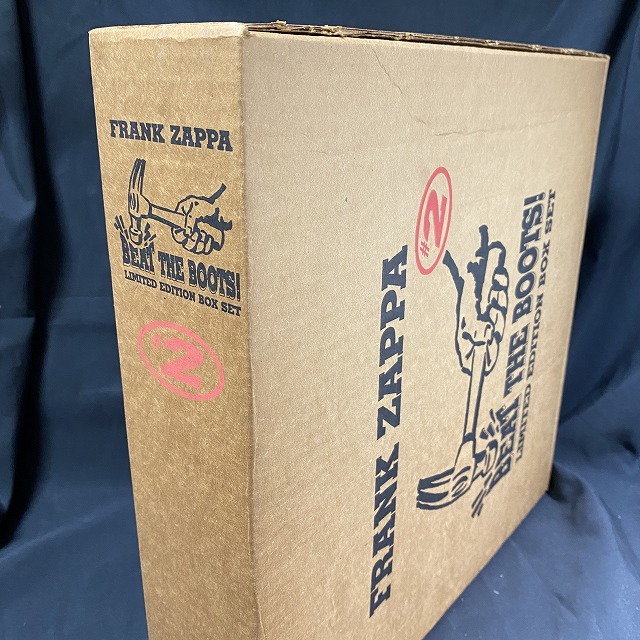 FRANK ZAPPA
BEAT THE BOOTS!
LIMITED EDITION BOX SET
#2
FRANK ZAPPA
#2
BEAT THE BOOTS!
LIMITED EDITION BOX SET